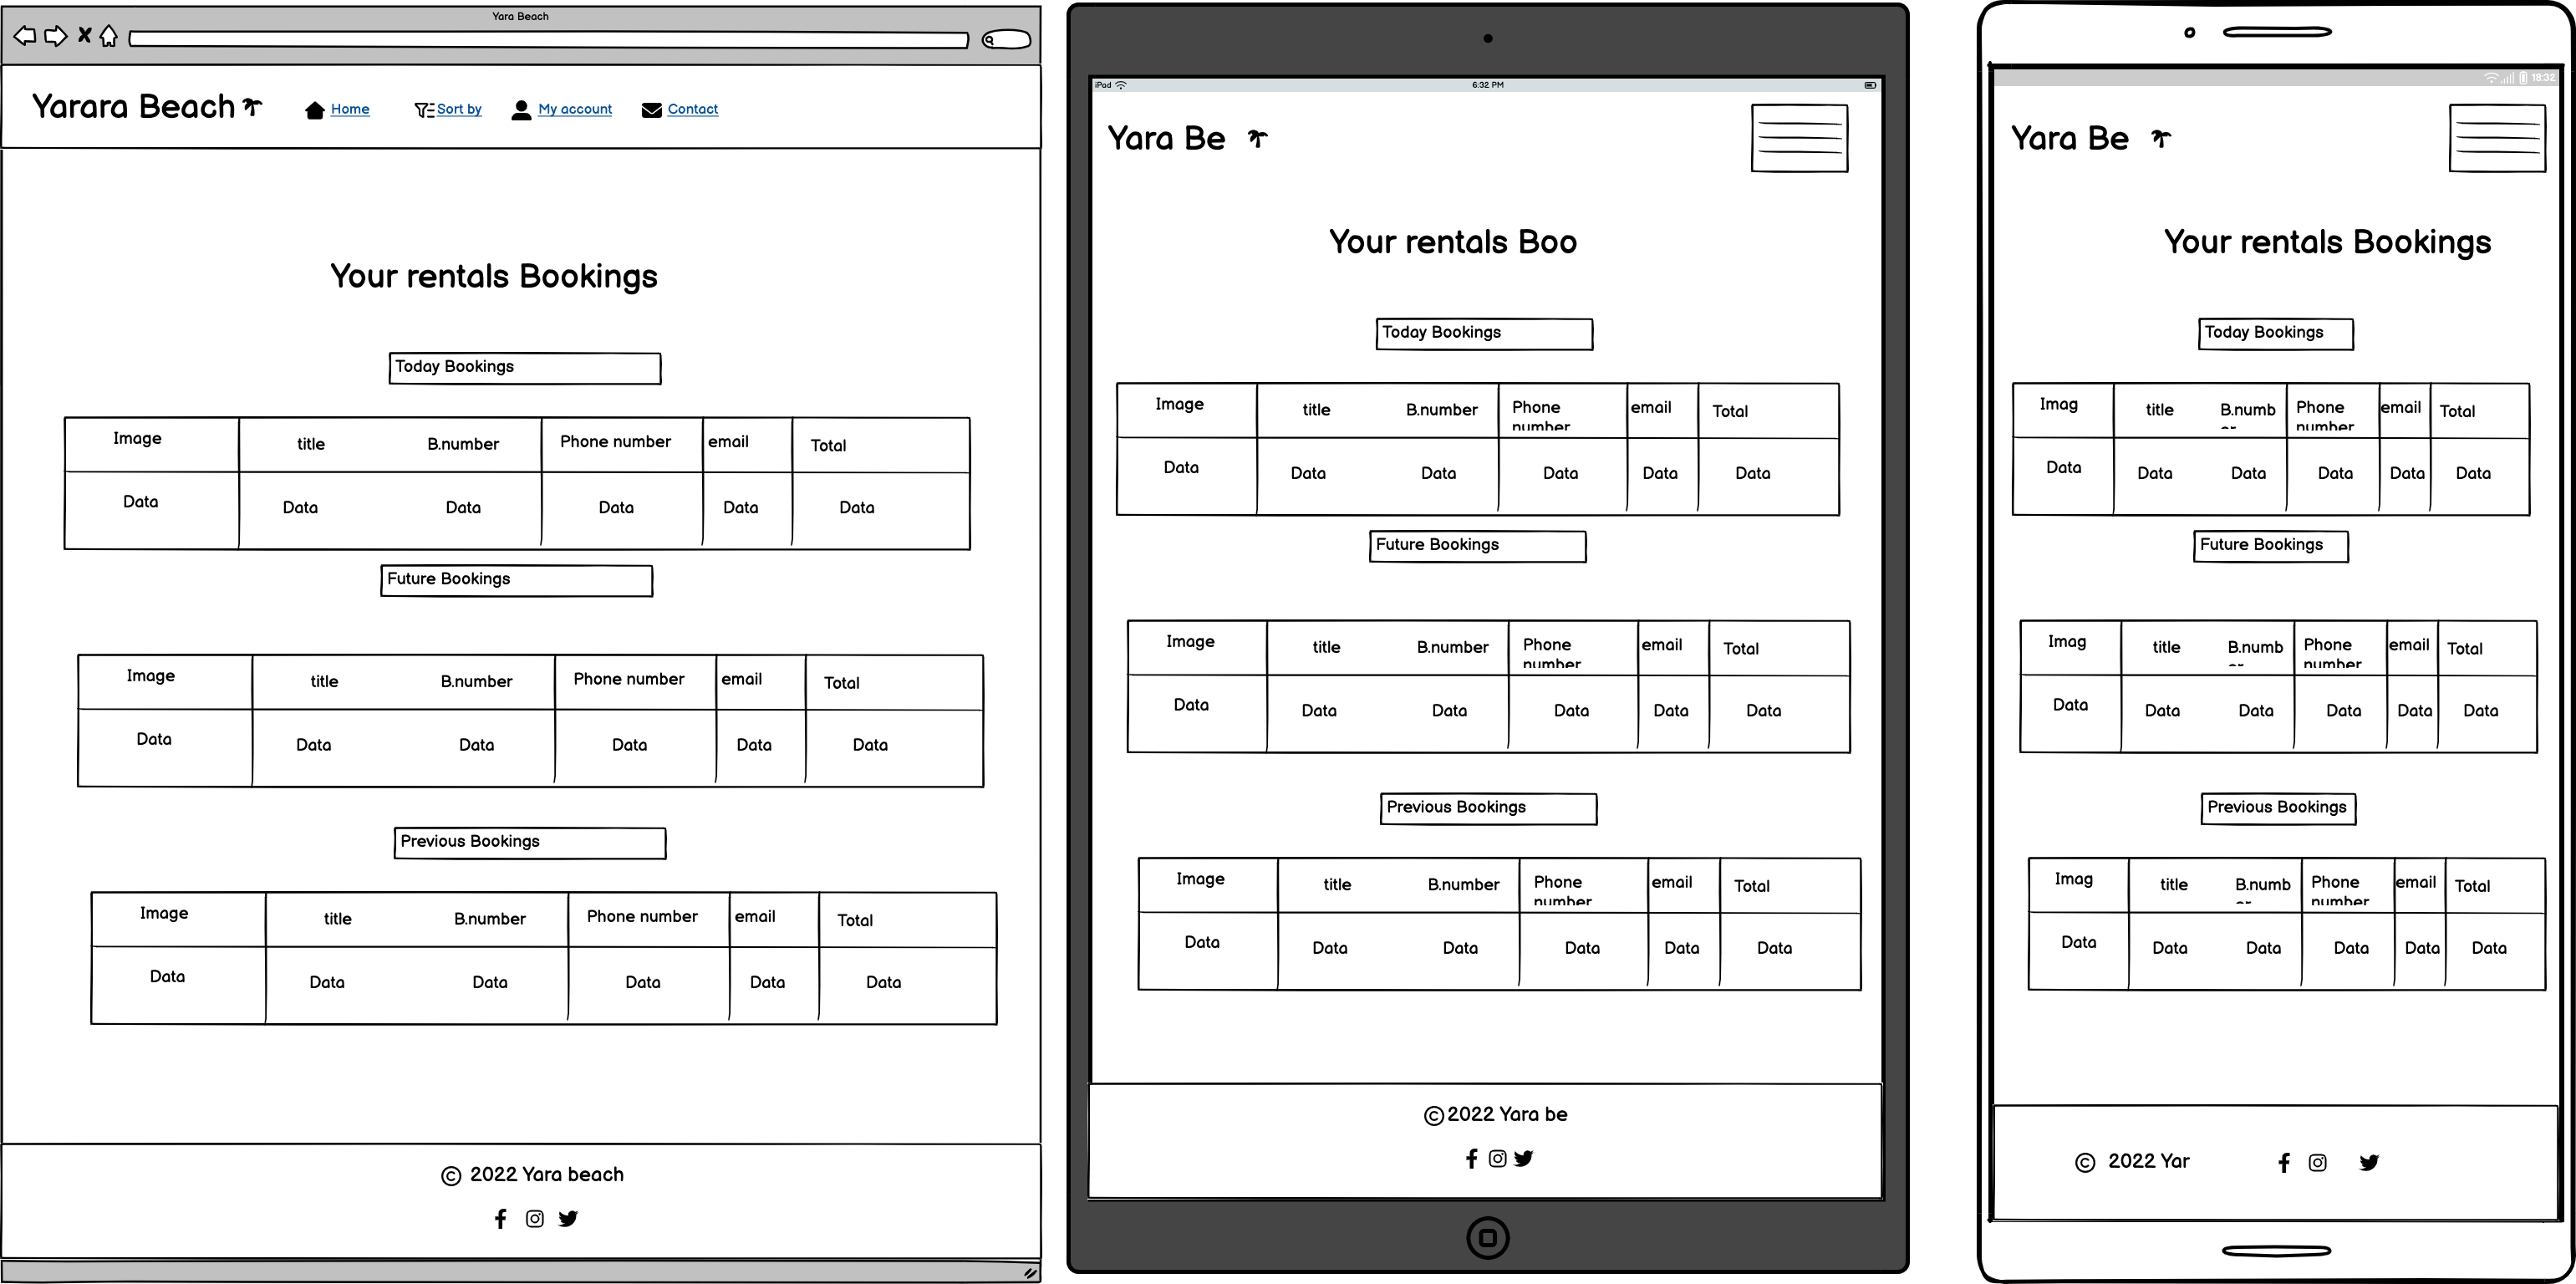 Yara Beach
Yarara Beach
Home Sort by My account Contact
Your rentals Bookings
Today Bookings
Image title B.number Phone number email Total
Data Data Data Data Data Data
Future Bookings
Image title B.number Phone number email Total
Data Data Data Data Data Data
Previous Bookings
Image title B.number Phone number email Total
Data Data Data Data Data Data
© 2022 Yara beach
iPad 6:32 PM
Yara Be
Your rentals Boo
Today Bookings
Image title B.number Phone number email Total
Data Data Data Data Data Data
Future Bookings
Image title B.number Phone number email Total
Data Data Data Data Data Data
Previous Bookings
Image title B.number Phone number email Total
Data Data Data Data Data Data
©2022 Yara be
18:32
Yara Be
Your rentals Bookings
Today Bookings
Imag title B.numb er Phone number email Total
Data Data Data Data Data Data
Future Bookings
Imag title B.numb er Phone number email Total
Data Data Data Data Data Data
Previous Bookings
Imag title B.numb er Phone number email Total
Data Data Data Data Data Data
© 2022 Yar